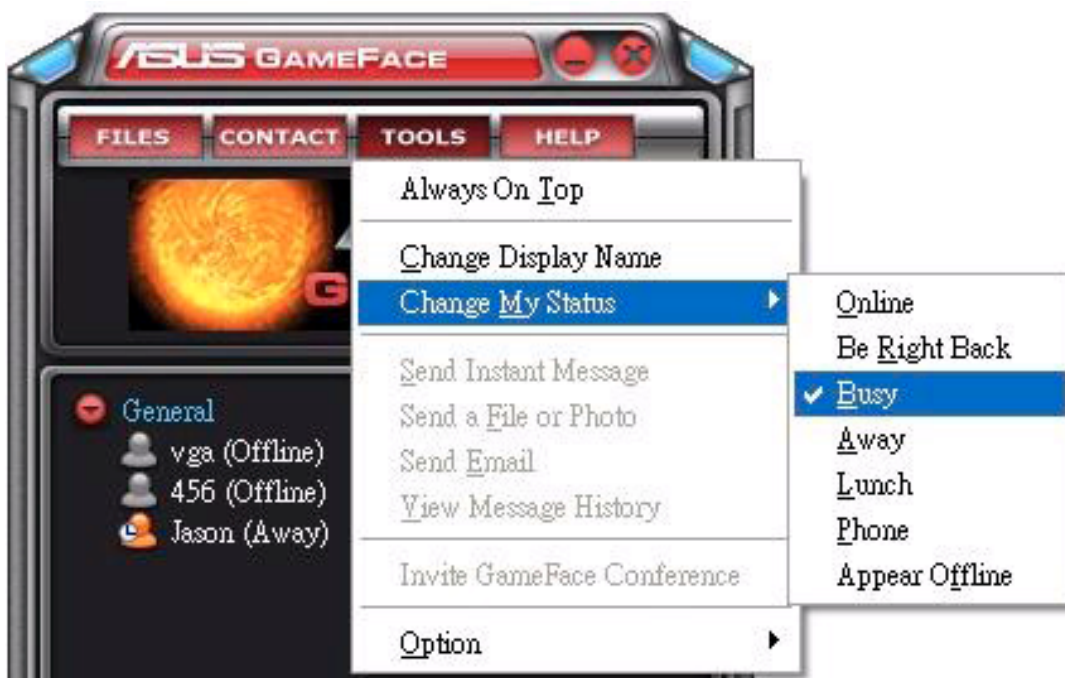 ASUS GAMEFACE
FILES CONTACT TOOLS HELP
Always On Top
Change Display Name
Change My Status
Send Instant Message
Send a File or Photo
Send Email
View Message History
Invite GameFace Conference
Option
Online
Be Right Back
Busy
Away
Lunch
Phone
Appear Offline
General
vga (Offline)
456 (Offline)
Jason (Away)